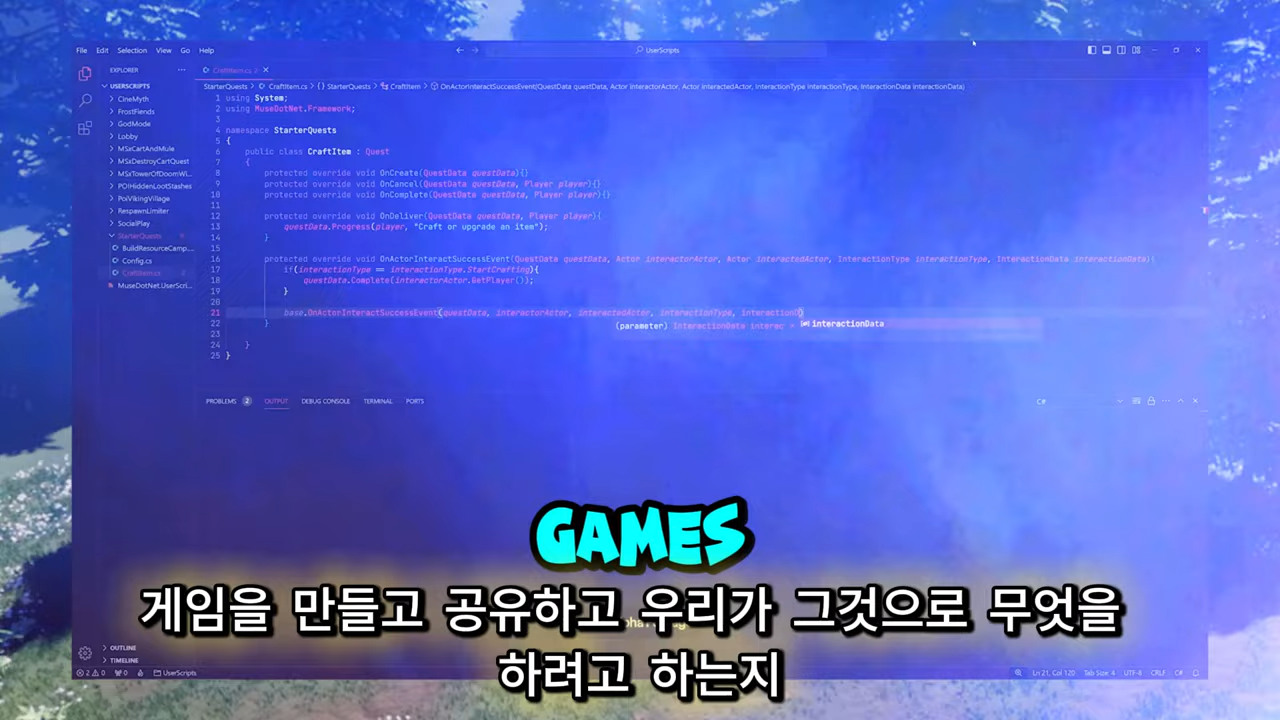 File Edit Selection View Go Help
UserScripts
EXPLORER ···
CraftItem.cs 2 ×
USERSCRIPTS
StarterQuests > CraftItem.cs > {} StarterQuests > CraftItem > OnActorInteractSuccessEvent(QuestData questData, Actor interactorActor, Actor interactedActor, InteractionType interactionType, InteractionData interactionData)
CineMyth
FrostFiends
GodMode
Lobby
MSxCartAndMule
MSxDestroyCartQuest
MSxTowerOfDoomWi...
POIHiddenLootStashes
PoiVikingVillage
RespawnLimiter
SocialPlay
StarterQuests
BuildResourceCamp...
Config.cs
CraftItem.cs
MuseDotNet.UserScri...
1 using System;
2 using MuseDotNet.Framework;
3
4 namespace StarterQuests
5 {
6 public class CraftItem : Quest
7 {
8 protected override void OnCreate(QuestData questData){}
9 protected override void OnCancel(QuestData questData, Player player){}
10 protected override void OnComplete(QuestData questData, Player player){}
11
12 protected override void OnDeliver(QuestData questData, Player player){
13 questData.Progress(player, "Craft or upgrade an item");
14 }
15
16 protected override void OnActorInteractSuccessEvent(QuestData questData, Actor interactorActor, Actor interactedActor, InteractionType interactionType, InteractionData interactionData){
17 if(interactionType == interactionType.StartCrafting){
18 questData.Complete(interactorActor.GetPlayer());
19 }
20
21 base.OnActorInteractSuccessEvent(questData, interactorActor, interactedActor, interactionType, interactionD)
22 }
(parameter) InteractionData interac > interactionData
23
24 }
25 }
PROBLEMS 2 OUTPUT DEBUG CONSOLE TERMINAL PORTS
C#
GAMES
게임을 만들고 공유하고 우리가 그것으로 무엇을
하려고 하는지
OUTLINE
TIMELINE
2 0 0 UserScripts
Ln 21, Col 120 Tab Size: 4 UTF-8 CRLF C#